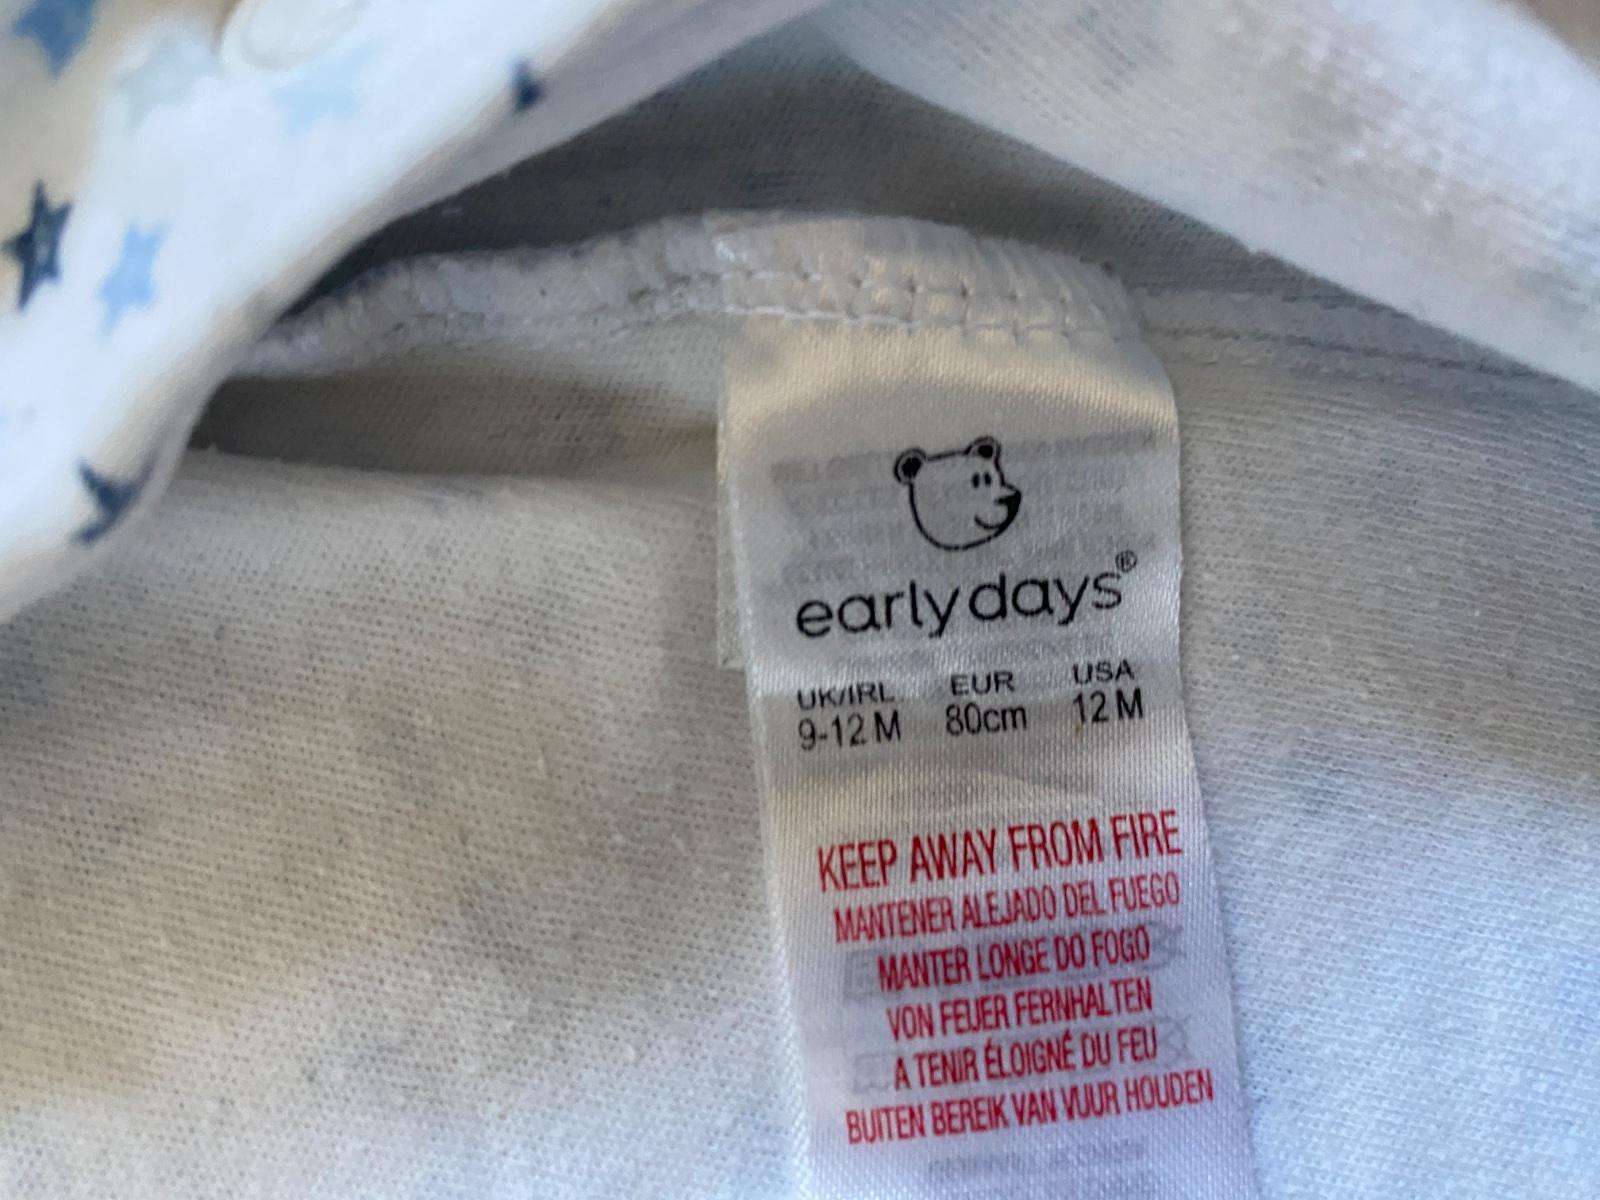 early days®
UK/IRL EUR USA
9-12 M 80cm 12 M
KEEP AWAY FROM FIRE
MANTENER ALEJADO DEL FUEGO
MANTER LONGE DO FOGO
VON FEUER FERNHALTEN
A TENIR ÉLOIGNÉ DU FEU
BUITEN BEREIK VAN VUUR HOUDEN